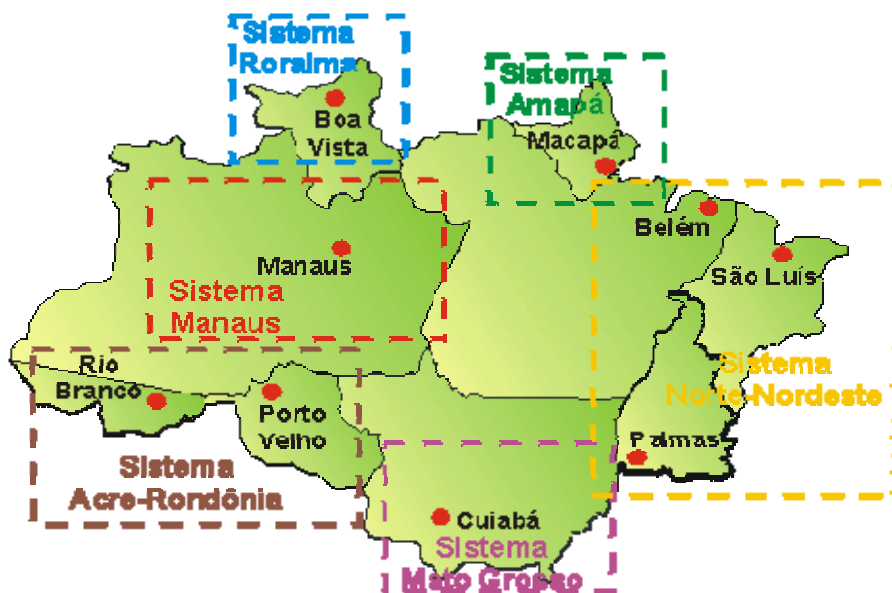 Sistema
Roraima
Boa
Vista
Sistema
Amapá
Macapá
Belém
São Luís
Manaus
Sistema
Manaus
Rio
Branco
Porto
Velho
Sistema
Acre-Rondônia
Sistema
Norte-Nordeste
Palmas
Cuiabá
Sistema
Mato Grosso